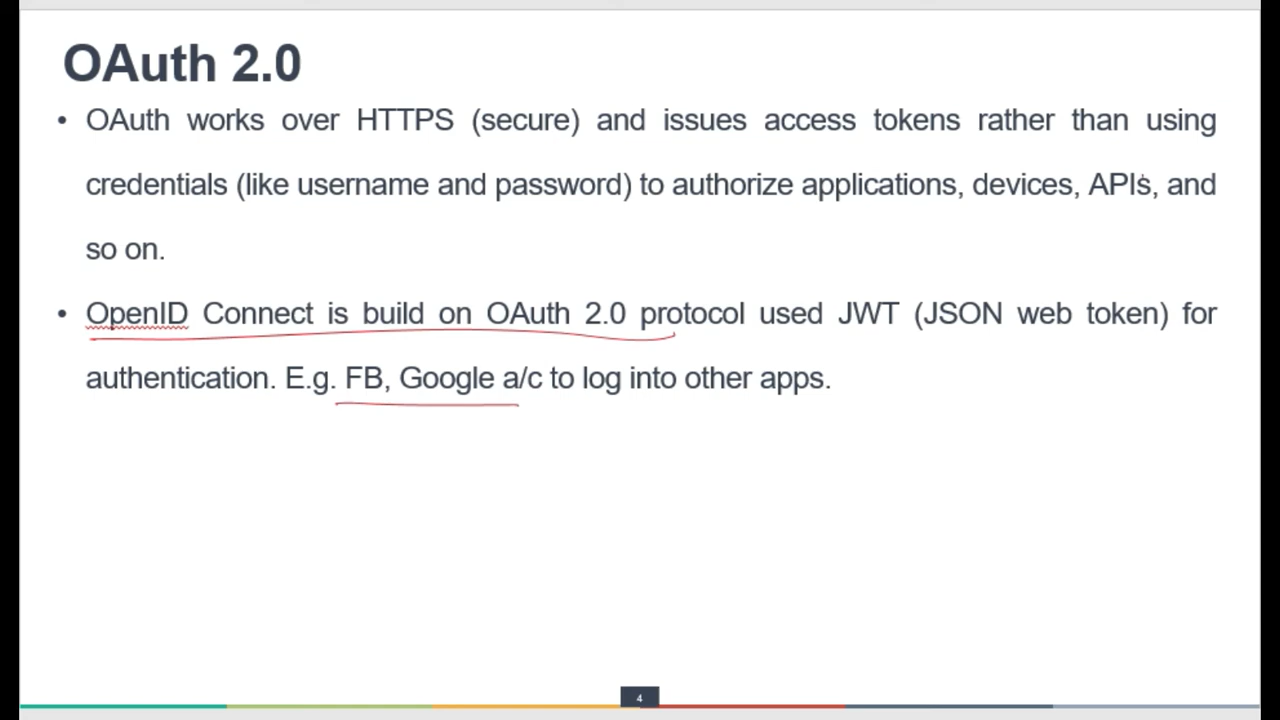 OAuth 2.0
• OAuth works over HTTPS (secure) and issues access tokens rather than using
credentials (like username and password) to authorize applications, devices, APIs, and
so on.
• OpenID Connect is build on OAuth 2.0 protocol used JWT (JSON web token) for
authentication. E.g. FB, Google a/c to log into other apps.
4